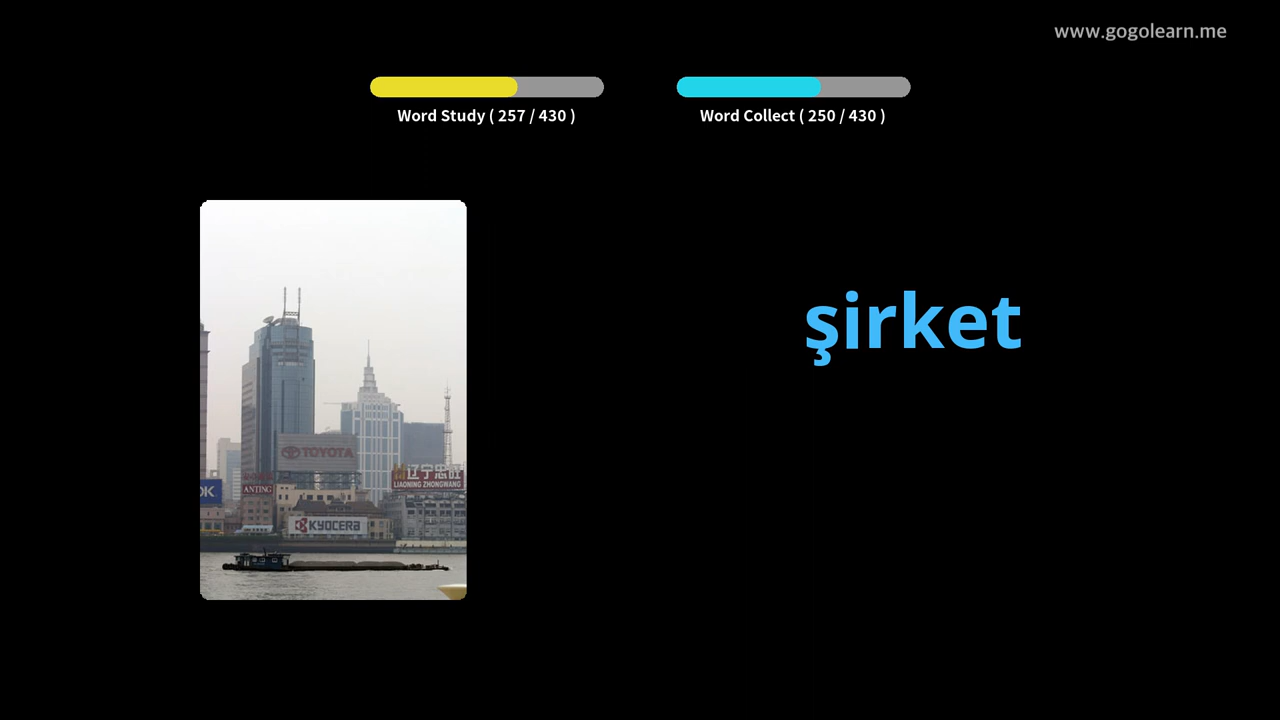 www.gogolearn.me
Word Study ( 257 / 430 )
Word Collect ( 250 / 430 )
şirket
TOYOTA
辽宁忠旺
LIAONING ZHONGWANG
OK
ANTING
KYOCERA